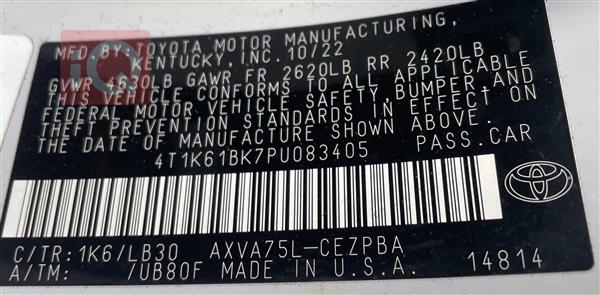 MFD.BY:TOYOTA MOTOR MANUFACTURING,
KENTUCKY,INC.10/22
GVWR 4630LB GAWR FR 2620LB RR 2420LB
THIS VEHICLE CONFORMS TO ALL APPLICABLE
FEDERAL MOTOR VEHICLE SAFETY,BUMPER,AND
THEFT PREVENTION STANDARDS IN EFFECT ON
THE DATE OF MANUFACTURE SHOWN ABOVE.
4T1K61BK7PU083405 PASS.CAR
C/TR:1K6/LB30 AXVA75L-CEZPBA
A/TM: /UB80F MADE IN U.S.A. 14814
iQ